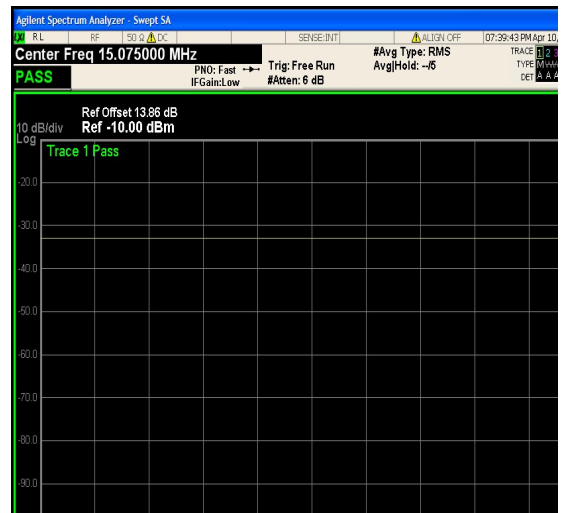 Agilent Spectrum Analyzer - Swept SA
LXI RL RF 50 Ω DC SENSE:INT ALIGN OFF 07:39:43 PM Apr 10,
Center Freq 15.075000 MHz #Avg Type: RMS TRACE 1 2 3
PNO: Fast Trig: Free Run Avg|Hold: --/5 TYPE M
PASS IFGain:Low #Atten: 6 dB DET A A A
Ref Offset 13.86 dB
10 dB/div Ref -10.00 dBm
Log
Trace 1 Pass
-20.0
-30.0
-40.0
-50.0
-60.0
-70.0
-80.0
-90.0